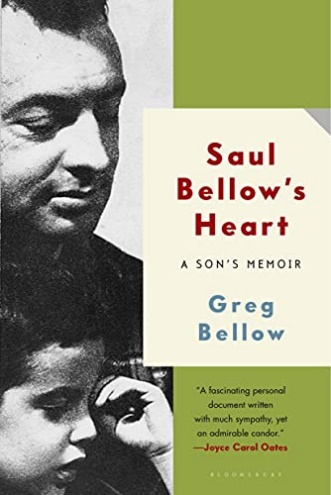 Saul
Bellow's
Heart
A SON'S MEMOIR
Greg
Bellow
"A fascinating personal
document written
with much sympathy, yet
an admirable candor."
—Joyce Carol Oates
BLOOMSBURY